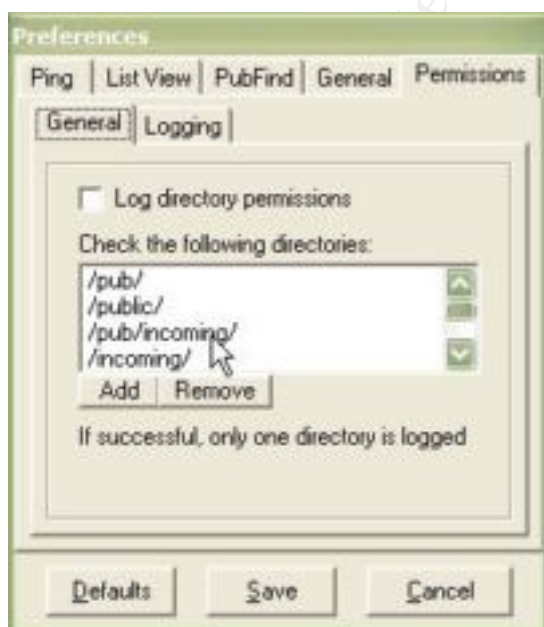 Preferences
Ping List View PubFind General Permissions
General Logging
Log directory permissions
Check the following directories:
/pub/
/public/
/pub/incoming/
/incoming/
Add Remove
If successful, only one directory is logged
Defaults Save Cancel